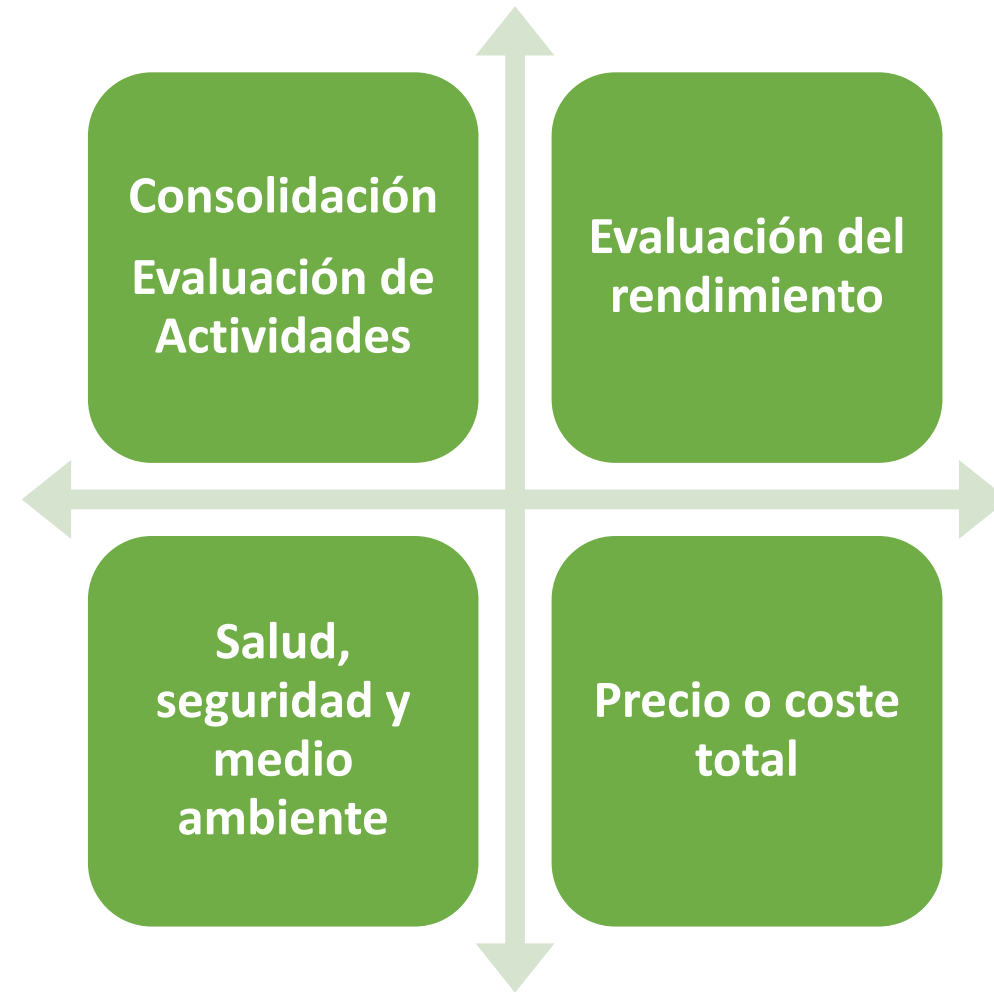 Consolidación
Evaluación de
Actividades
Evaluación del
rendimiento
Salud,
seguridad y
medio
ambiente
Precio o coste
total